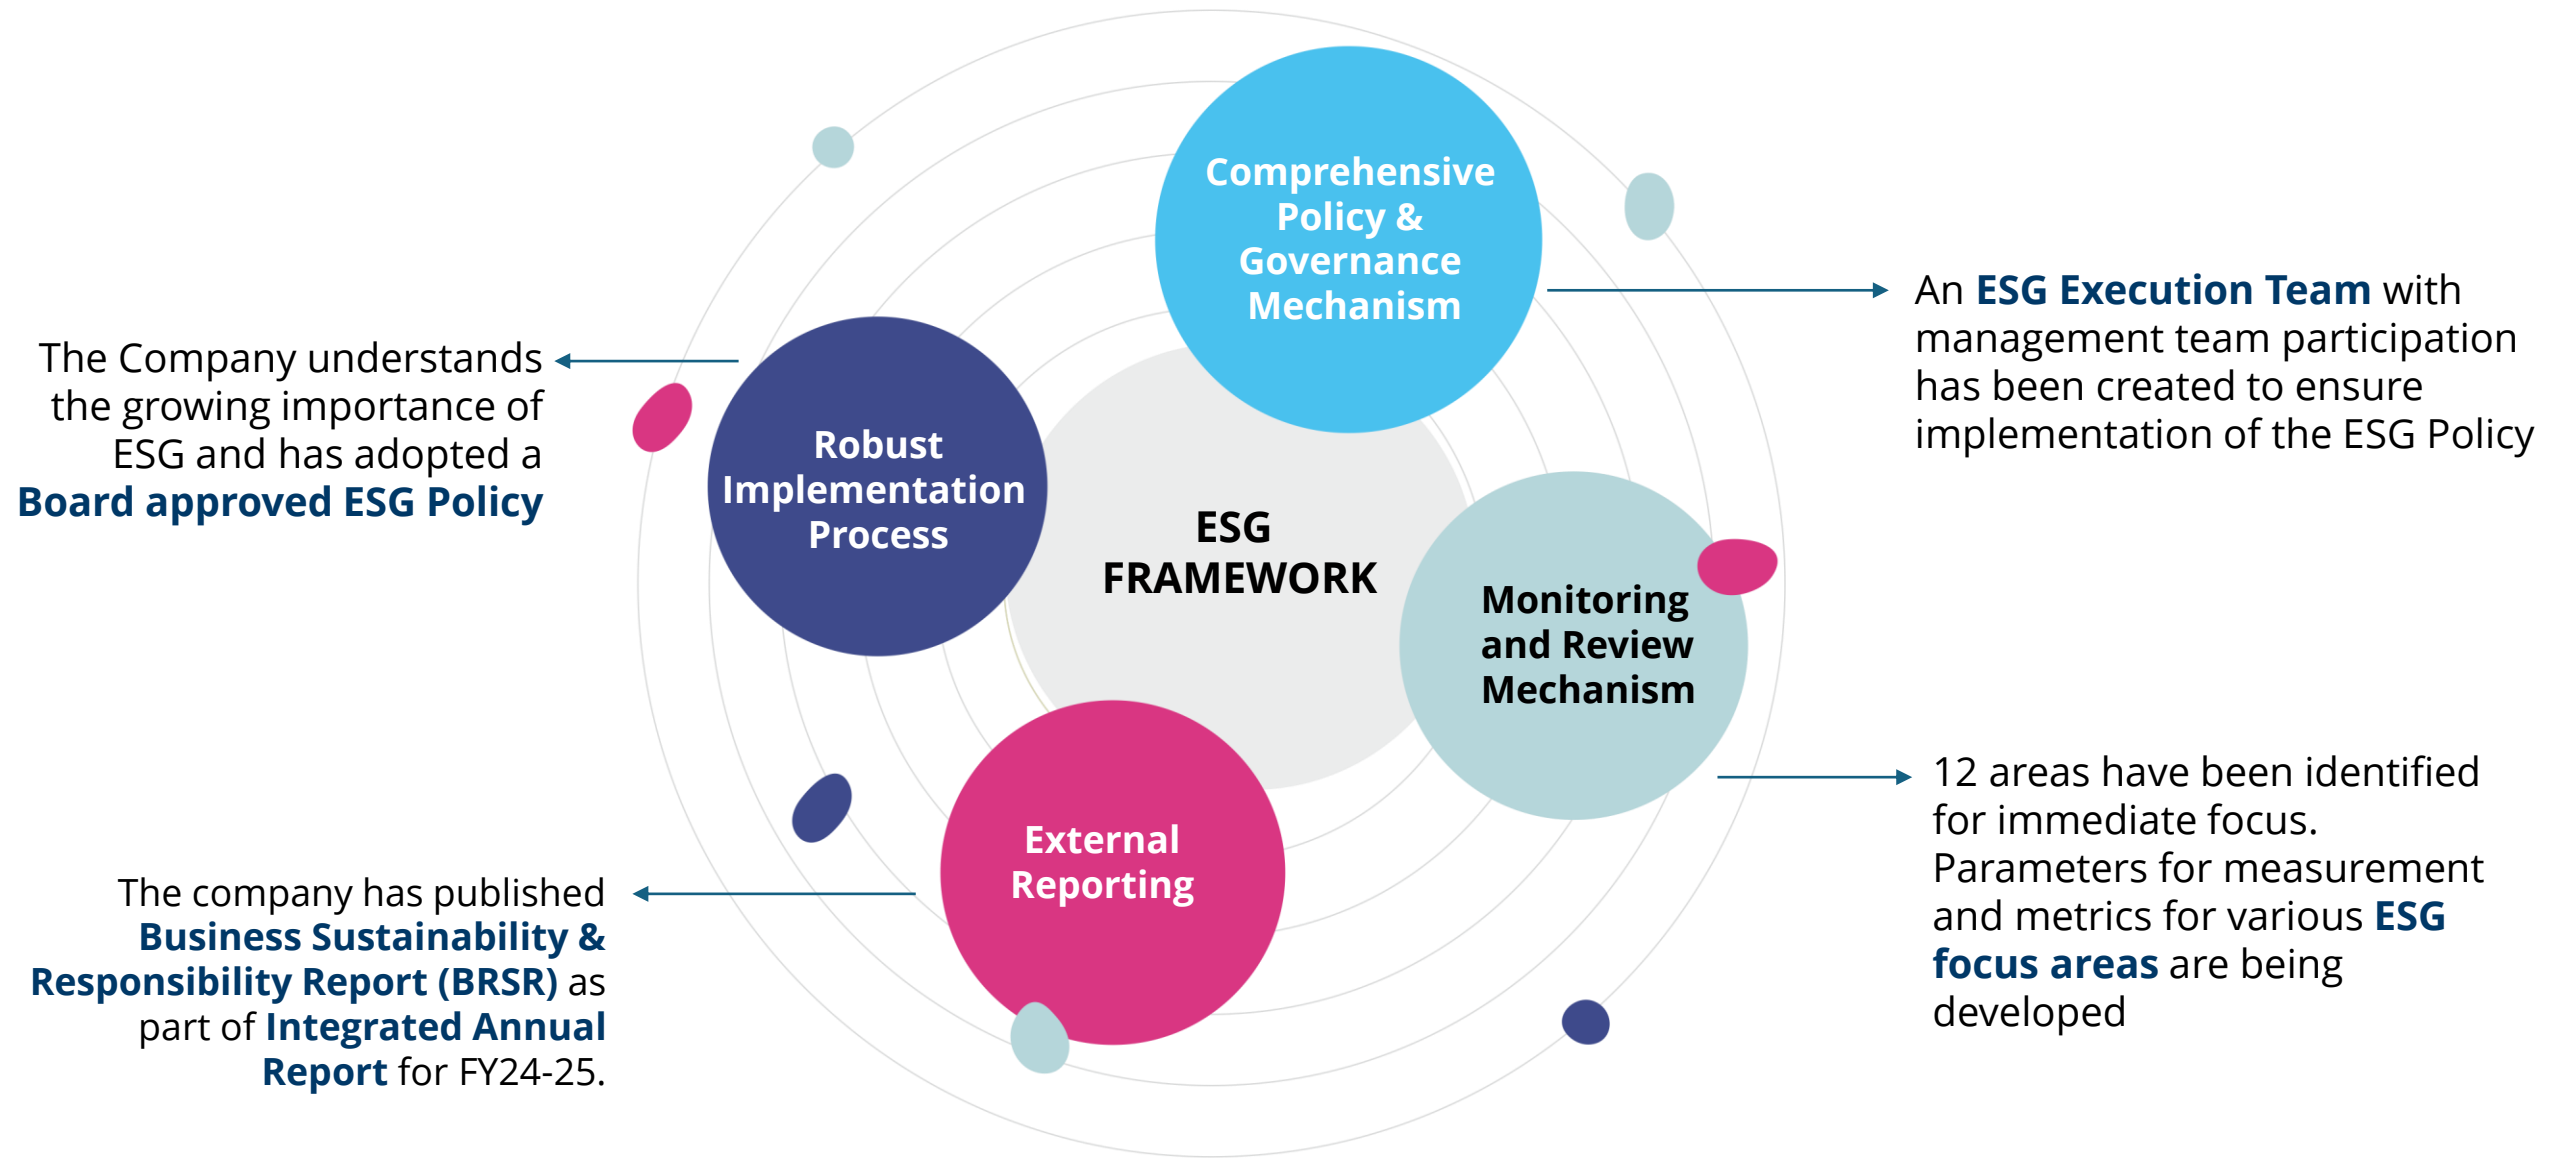 Comprehensive
Policy &
Governance
Mechanism
An ESG Execution Team with
management team participation
has been created to ensure
implementation of the ESG Policy
The Company understands
the growing importance of
ESG and has adopted a
Board approved ESG Policy
Robust
Implementation
Process
ESG
FRAMEWORK
Monitoring
and Review
Mechanism
12 areas have been identified
for immediate focus.
Parameters for measurement
and metrics for various ESG
focus areas are being
developed
External
Reporting
The company has published
Business Sustainability &
Responsibility Report (BRSR) as
part of Integrated Annual
Report for FY24-25.